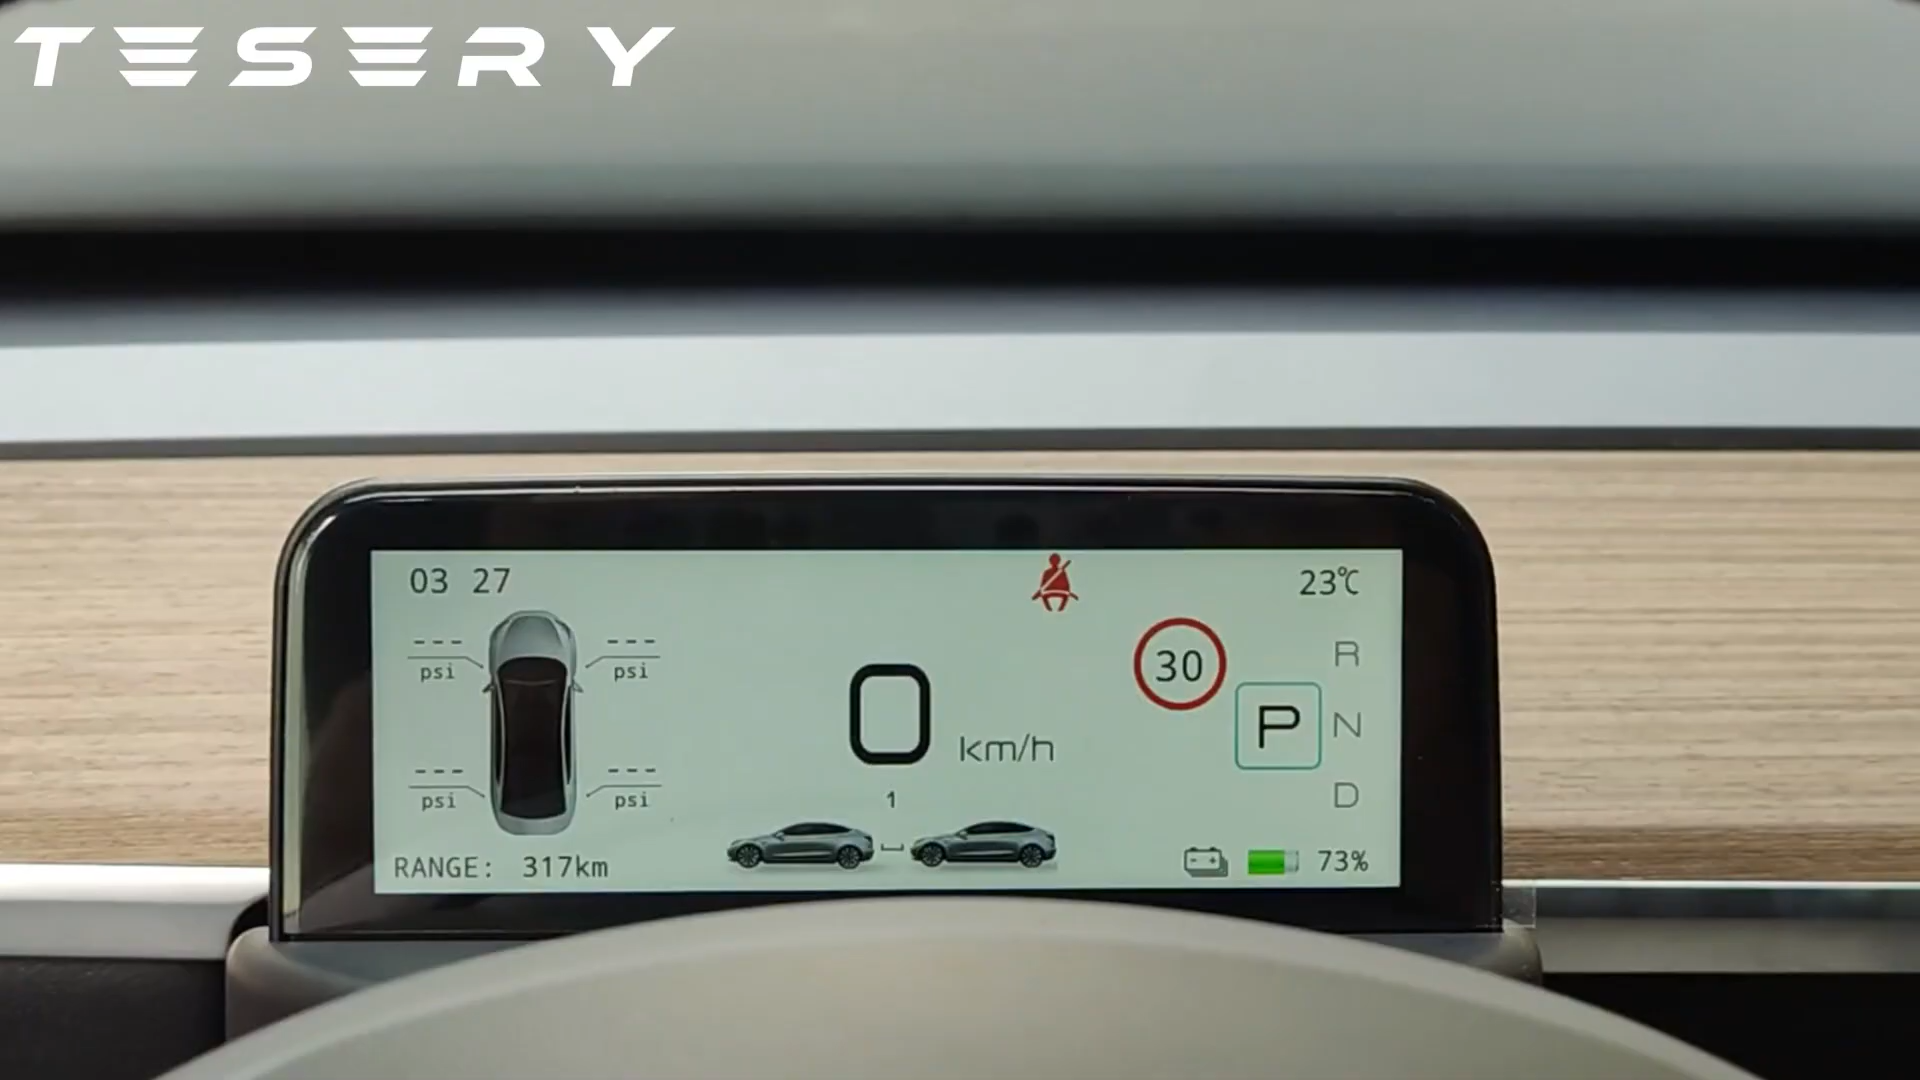 TESERY
03 27
23℃
---
---
psi
psi
30
R
P
N
D
0 km/h
1
---
---
psi
psi
RANGE: 317km
73%